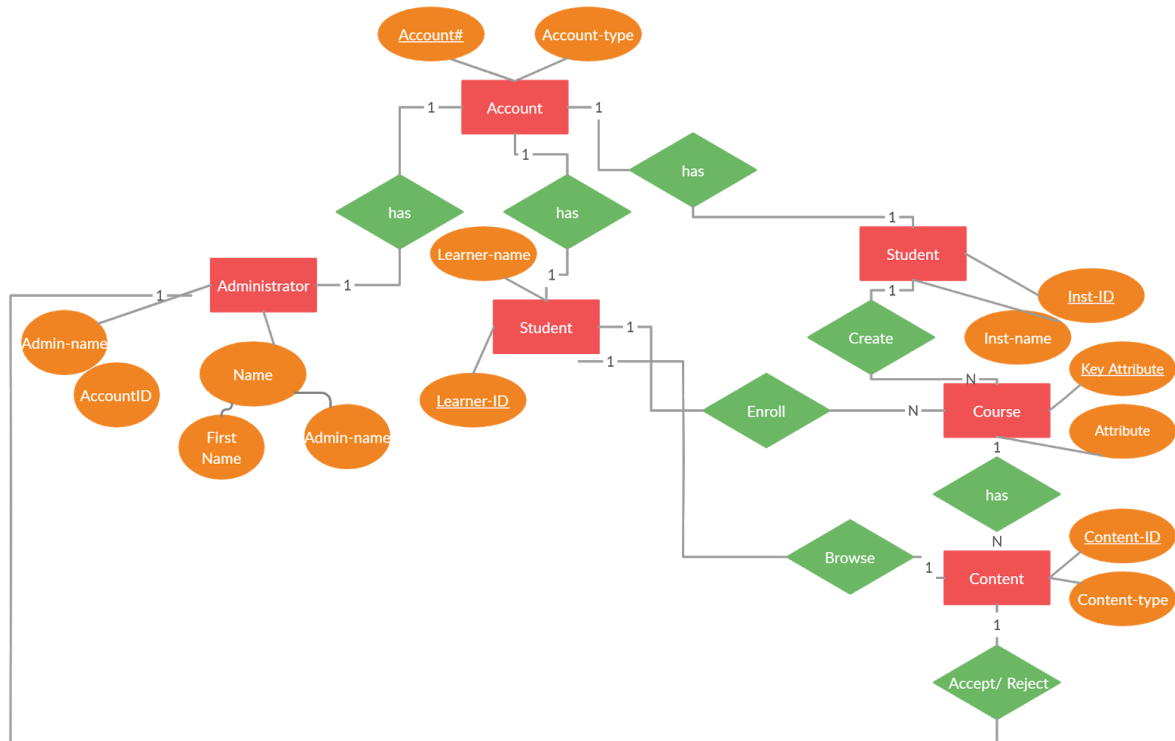 Account#
Account-type
Account
1
1
1
has
has
has
1
Learner-name
Student
1
Administrator
1
1
1
Inst-ID
Student
1
1
Create
Inst-name
Admin-name
Name
AccountID
Learner-ID
Key Attribute
N
Enroll
N
Course
Attribute
First
Name
Admin-name
1
has
N
Content-ID
Browse
1
Content
Content-type
1
Accept/ Reject